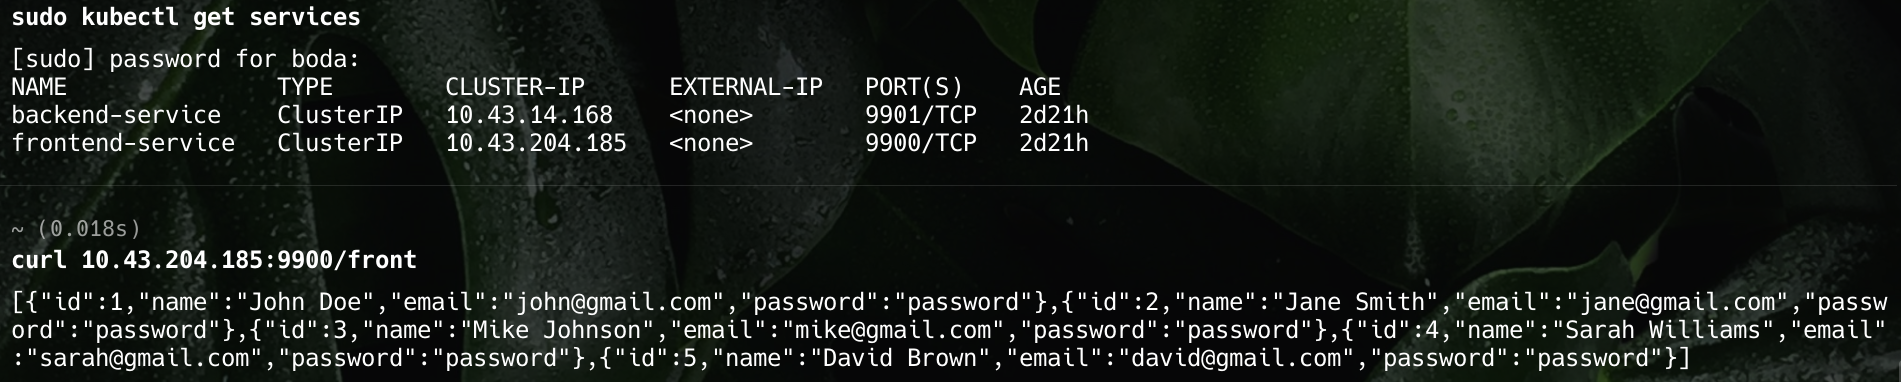 sudo kubectl get services
[sudo] password for boda:
NAME               TYPE        CLUSTER-IP      EXTERNAL-IP   PORT(S)    AGE
backend-service    ClusterIP   10.43.14.168    <none>        9901/TCP   2d21h
frontend-service   ClusterIP   10.43.204.185   <none>        9900/TCP   2d21h
~ (0.018s)
curl 10.43.204.185:9900/front
[{"id":1,"name":"John Doe","email":"john@gmail.com","password":"password"},{"id":2,"name":"Jane Smith","email":"jane@gmail.com","passw
ord":"password"},{"id":3,"name":"Mike Johnson","email":"mike@gmail.com","password":"password"},{"id":4,"name":"Sarah Williams","email"
:"sarah@gmail.com","password":"password"},{"id":5,"name":"David Brown","email":"david@gmail.com","password":"password"}]